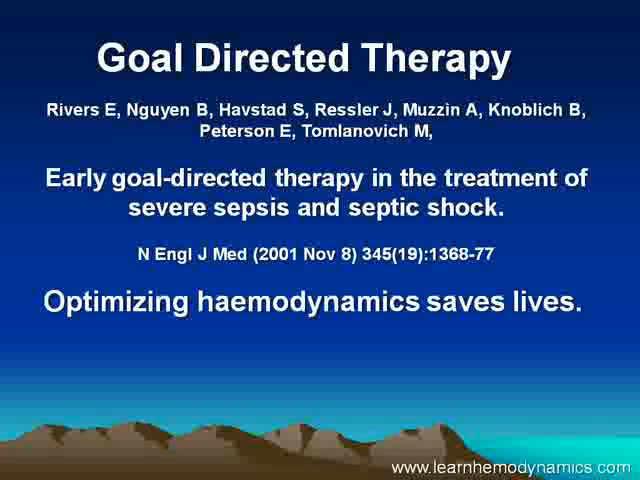 Goal Directed Therapy
Rivers E, Nguyen B, Havstad S, Ressler J, Muzzin A, Knoblich B,
Peterson E, Tomlanovich M,
Early goal-directed therapy in the treatment of
severe sepsis and septic shock.
N Engl J Med (2001 Nov 8) 345(19):1368-77
Optimizing haemodynamics saves lives.
www.learnhemodynamics.com